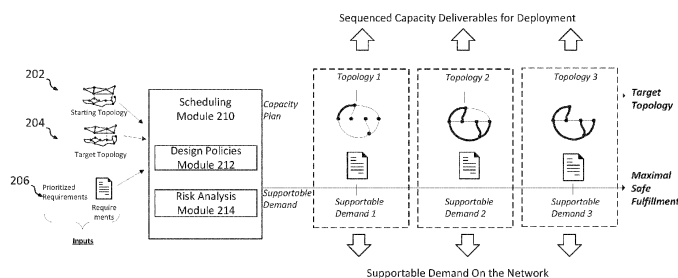 Sequenced Capacity Deliverables for Deployment
202
Starting Topology
204
Target Topology
206
Prioritized
Requirements
Require
ments
Inputs
Scheduling
Module 210
Design Policies
Module 212
Risk Analysis
Module 214
Capacity
Plan
Supportable
Demand
Topology 1
Topology 2
Topology 3
Supportable
Demand 1
Supportable
Demand 2
Supportable
Demand 3
Target
Topology
Maximal
Safe
Fulfillment
Supportable Demand On the Network